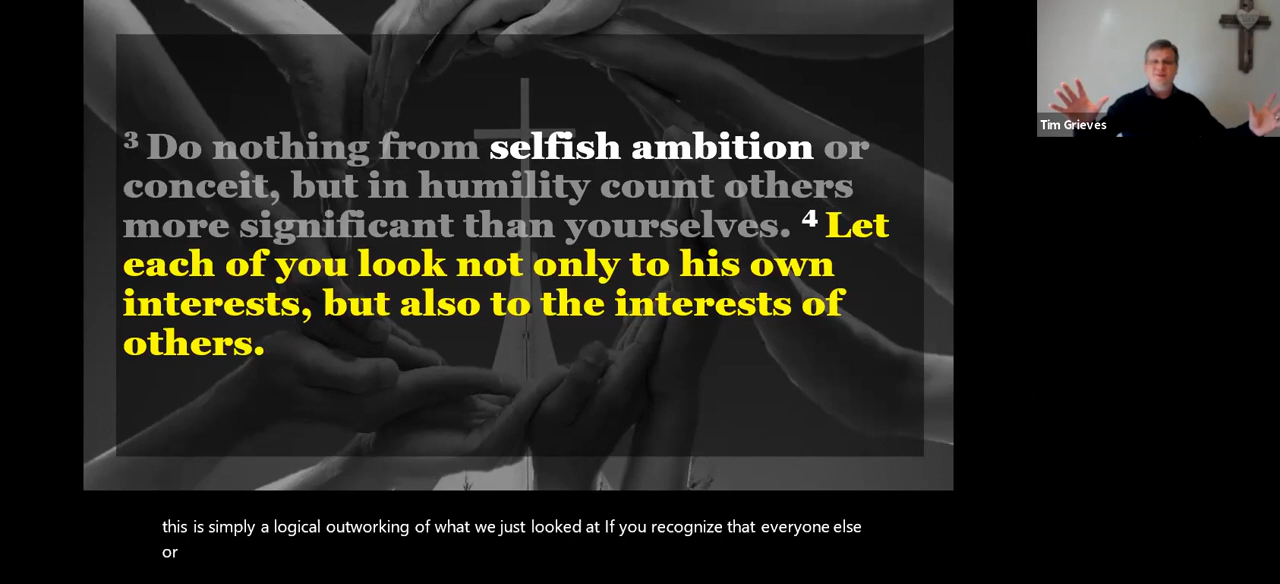 3 Do nothing from selfish ambition or
conceit, but in humility count others
more significant than yourselves. 4 Let
each of you look not only to his own
interests, but also to the interests of
others.
Tim Grieves
this is simply a logical outworking of what we just looked at If you recognize that everyone else
or